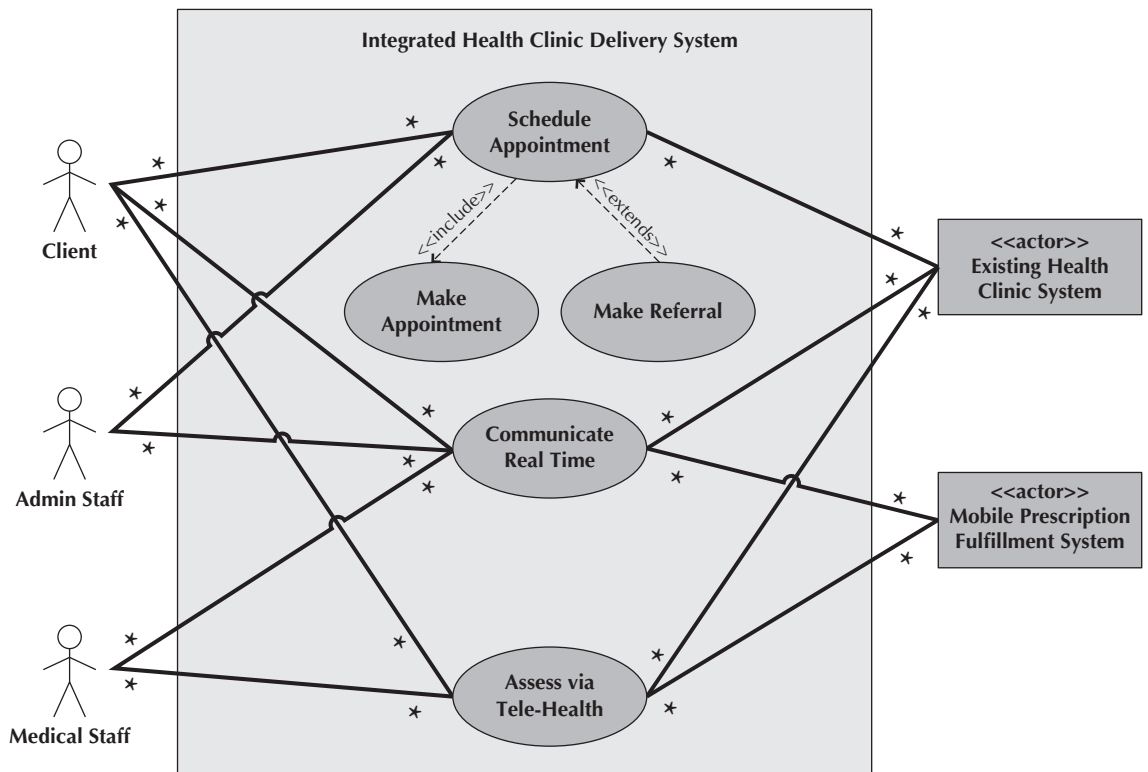 Integrated Health Clinic Delivery System
Schedule
Appointment
*
*
*
*
*
*
*
Client
<<include>>
<<extends>>
Make
Appointment
Make Referral
*
*
*
<<actor>>
Existing Health
Clinic System
*
*
Admin Staff
*
*
*
Communicate
Real Time
*
*
*
*
<<actor>>
Mobile Prescription
Fulfillment System
*
*
*
Medical Staff
*
*
Assess via
Tele-Health
*
*